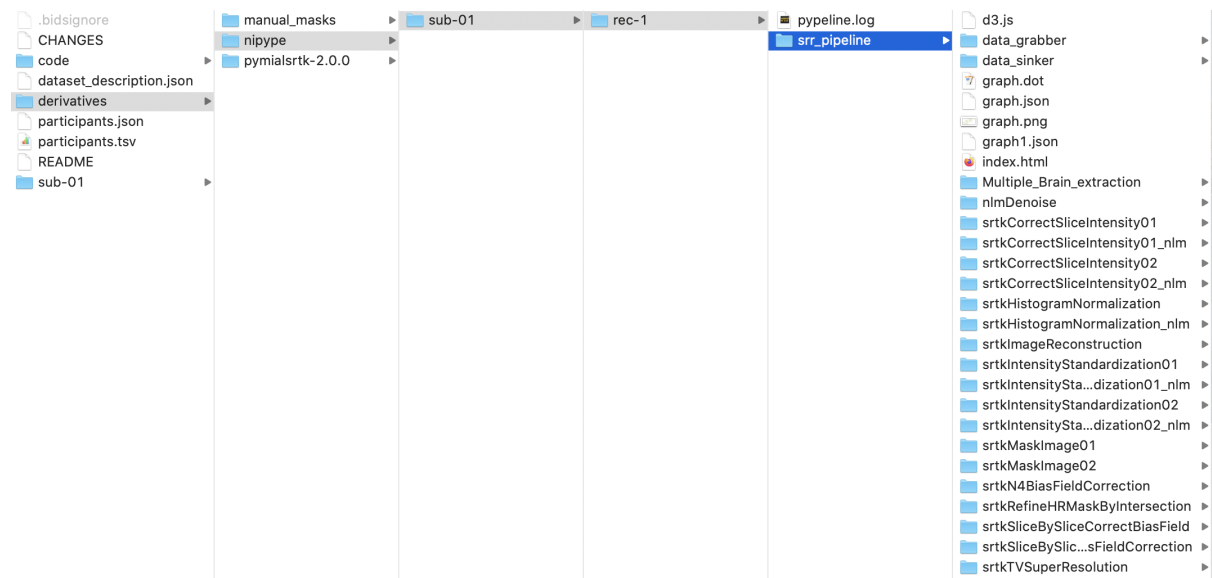 .bidsignore
CHANGES
code
dataset_description.json
derivatives
participants.json
participants.tsv
README
sub-01
manual_masks
nipype
pymialsrtk-2.0.0
sub-01
rec-1
pypeline.log
srr_pipeline
d3.js
data_grabber
data_sinker
graph.dot
graph.json
graph.png
graph1.json
index.html
Multiple_Brain_extraction
nlmDenoise
srtkCorrectSliceIntensity01
srtkCorrectSliceIntensity01_nlm
srtkCorrectSliceIntensity02
srtkCorrectSliceIntensity02_nlm
srtkHistogramNormalization
srtkHistogramNormalization_nlm
srtkImageReconstruction
srtkIntensityStandardization01
srtkIntensitySta...dization01_nlm
srtkIntensityStandardization02
srtkIntensitySta...dization02_nlm
srtkMaskImage01
srtkMaskImage02
srtkN4BiasFieldCorrection
srtkRefineHRMaskByIntersection
srtkSliceBySliceCorrectBiasField
srtkSliceBySlic...sFieldCorrection
srtkTVSuperResolution